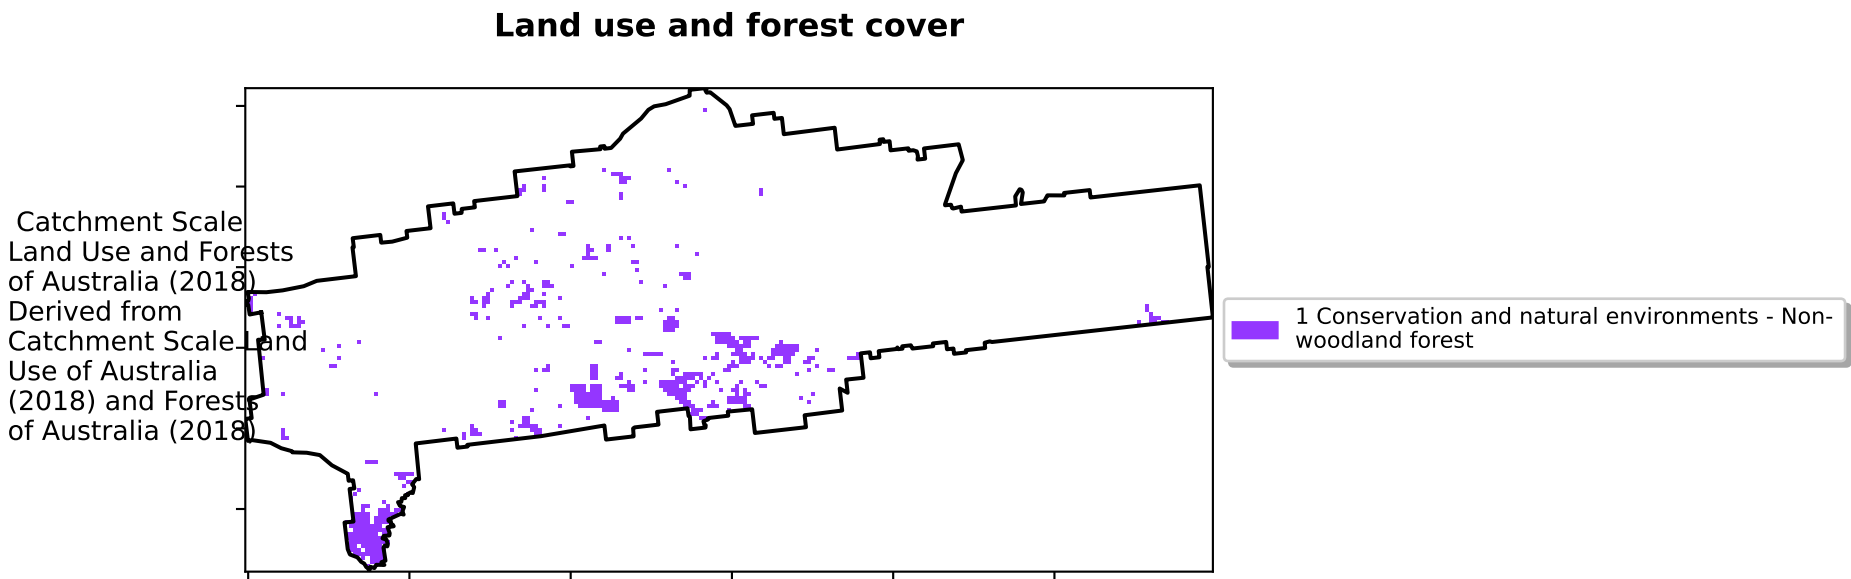 Land use and forest cover
Catchment Scale
Land Use and Forests
of Australia (2018)
Derived from
Catchment Scale Land
Use of Australia
(2018) and Forests
of Australia (2018)
1 Conservation and natural environments - Non-
woodland forest